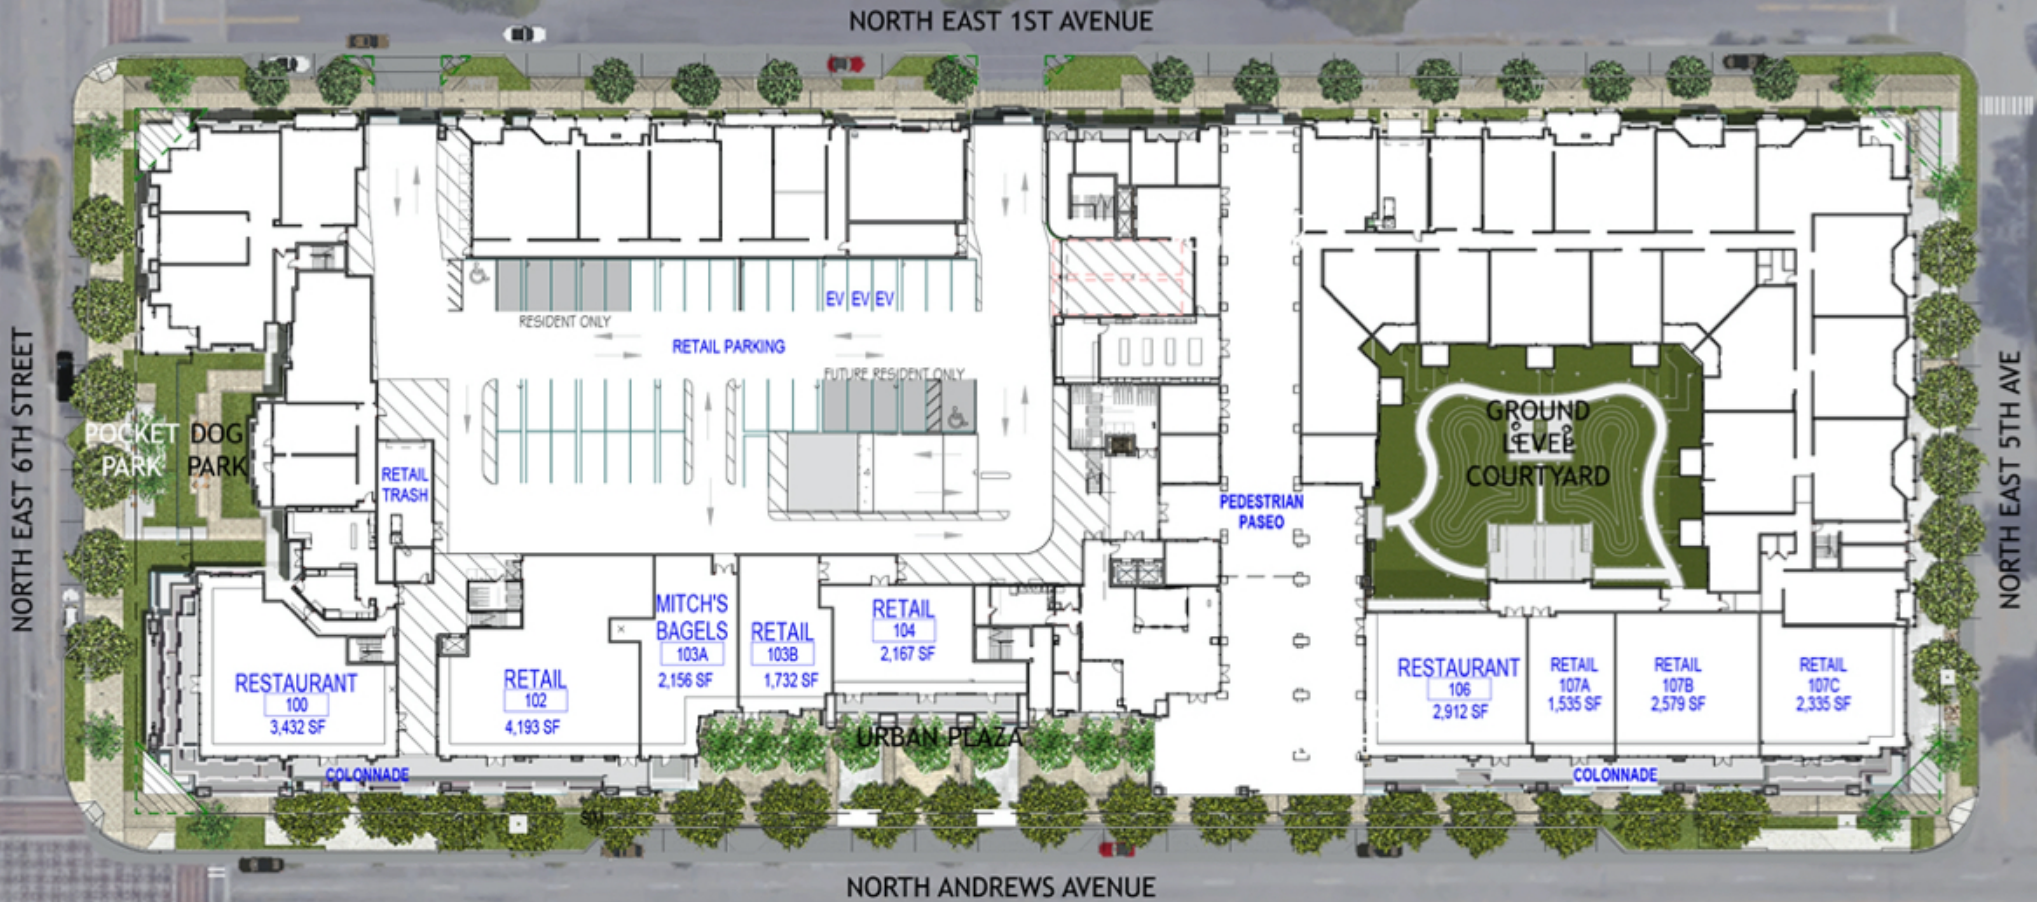 NORTH EAST 1ST AVENUE
NORTH EAST 6TH STREET
NORTH EAST 5TH AVE
EV EV EV
RESIDENT ONLY
RETAIL PARKING
FUTURE RESIDENT ONLY
POCKET
PARK
DOG
PARK
RETAIL
TRASH
PEDESTRIAN
PASEO
GROUND
LEVEL
COURTYARD
RESTAURANT
100
3,432 SF
RETAIL
102
4,193 SF
MITCH'S
BAGELS
103A
2,156 SF
RETAIL
103B
1,732 SF
RETAIL
104
2,167 SF
RESTAURANT
106
2,912 SF
RETAIL
107A
1,535 SF
RETAIL
107B
2,579 SF
RETAIL
107C
2,335 SF
URBAN PLAZA
COLONNADE
COLONNADE
NORTH ANDREWS AVENUE